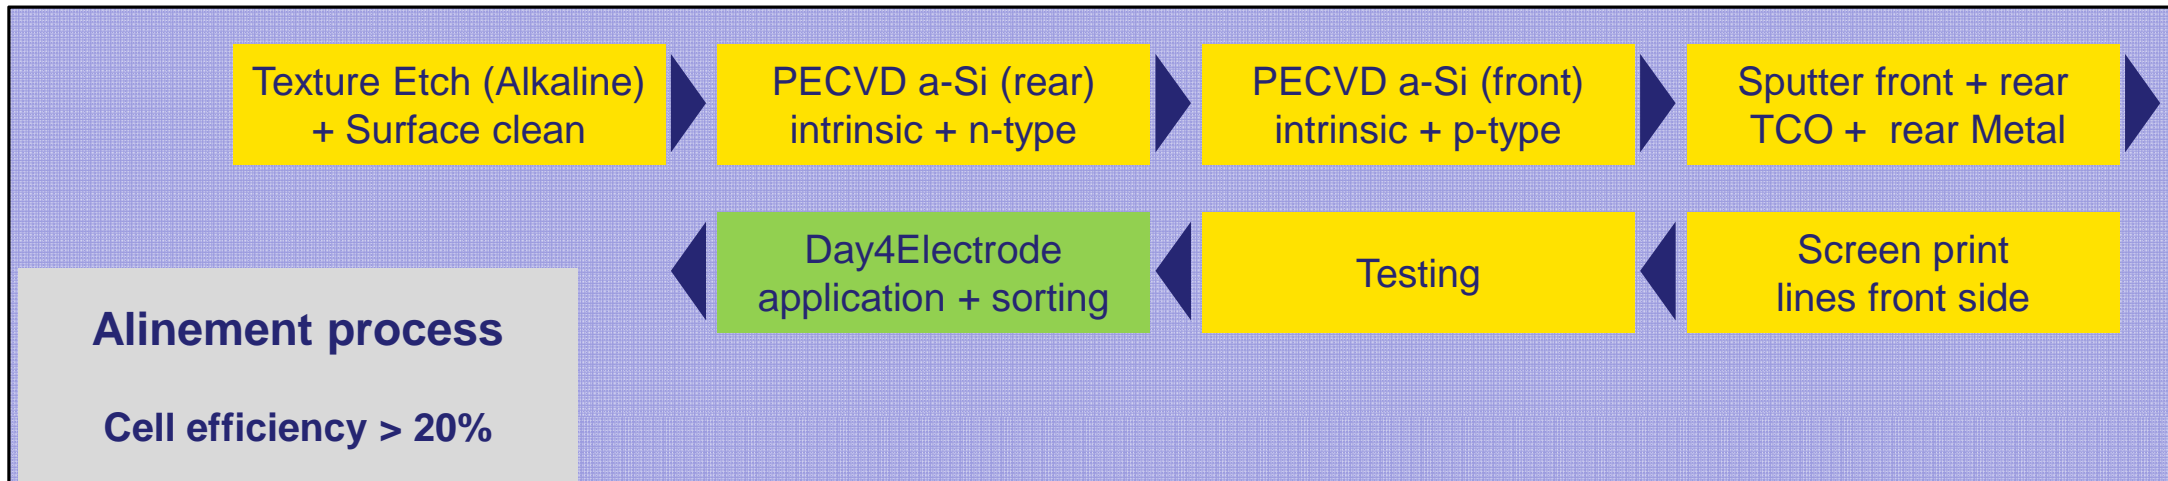 Texture Etch (Alkaline)
+ Surface clean
PECVD a-Si (rear)
intrinsic + n-type
PECVD a-Si (front)
intrinsic + p-type
Sputter front + rear
TCO + rear Metal
Screen print
lines front side
Testing
Day4Electrode
application + sorting
Alinement process
Cell efficiency > 20%